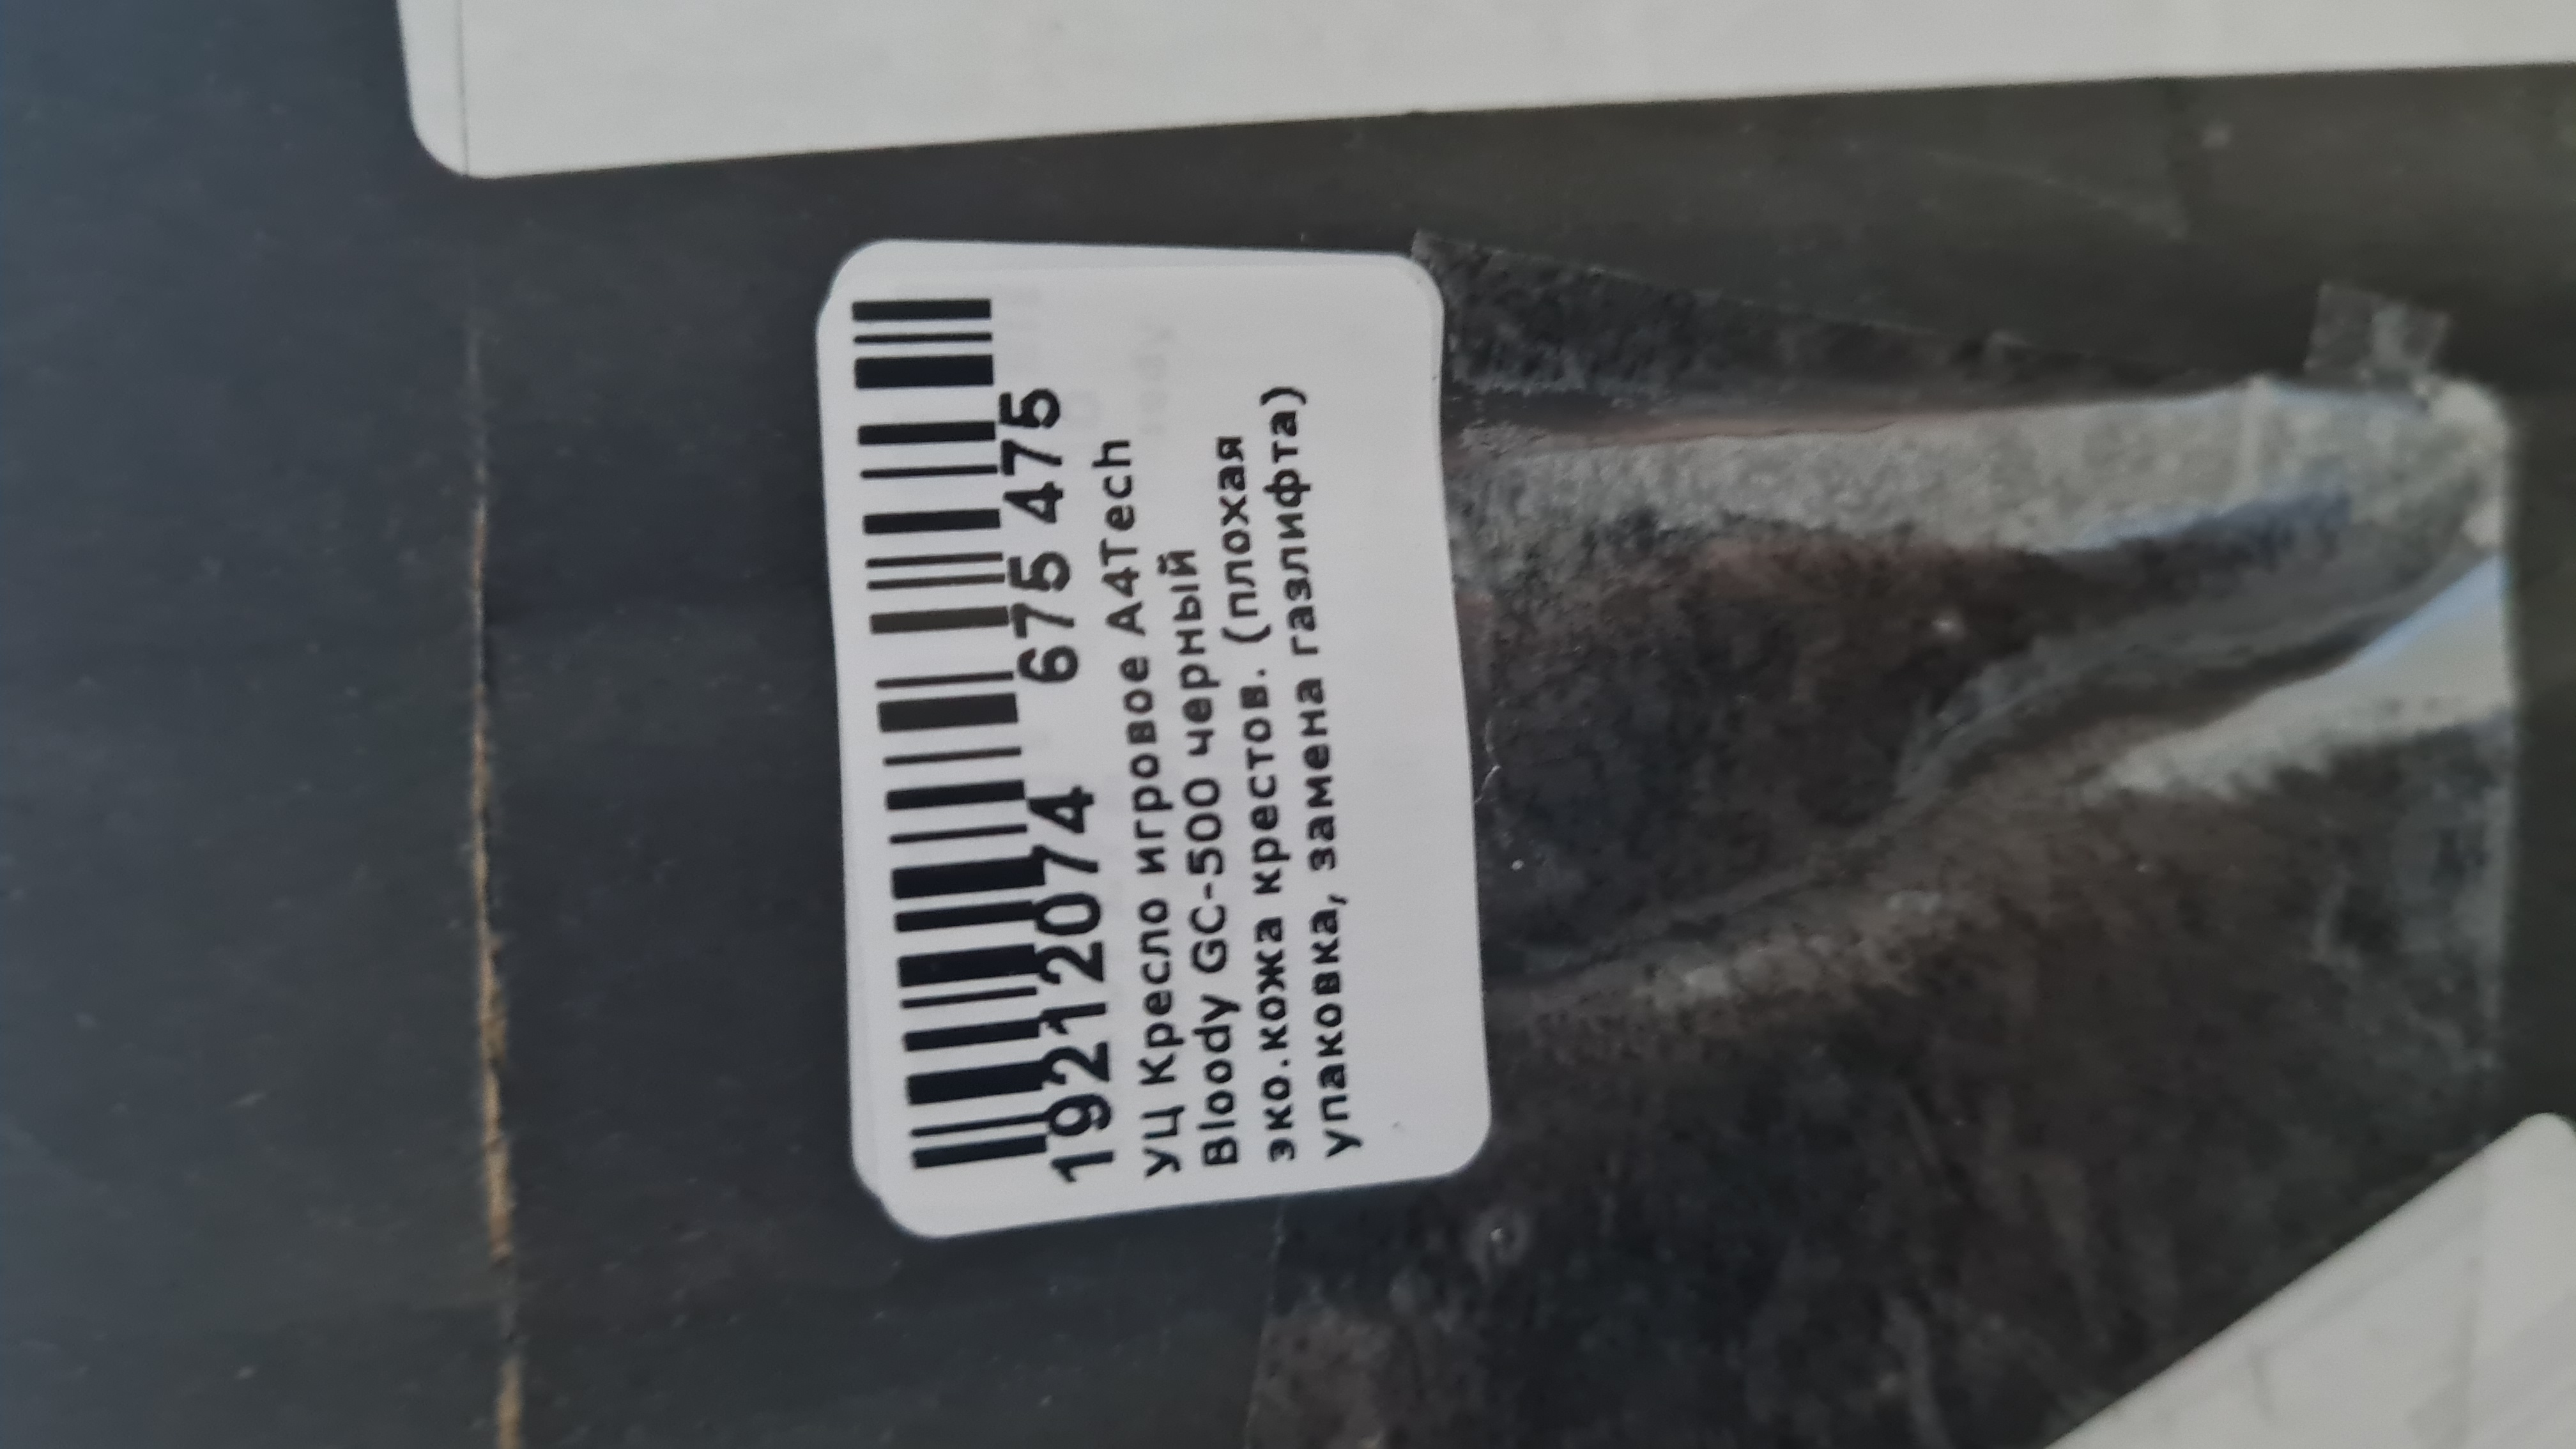 1921 2074 675 475
УЦ Кресло игровое A4Tech
Bloody GC-500 черный
эко.кожа крестов. (плохая
упаковка, замена газлифта)